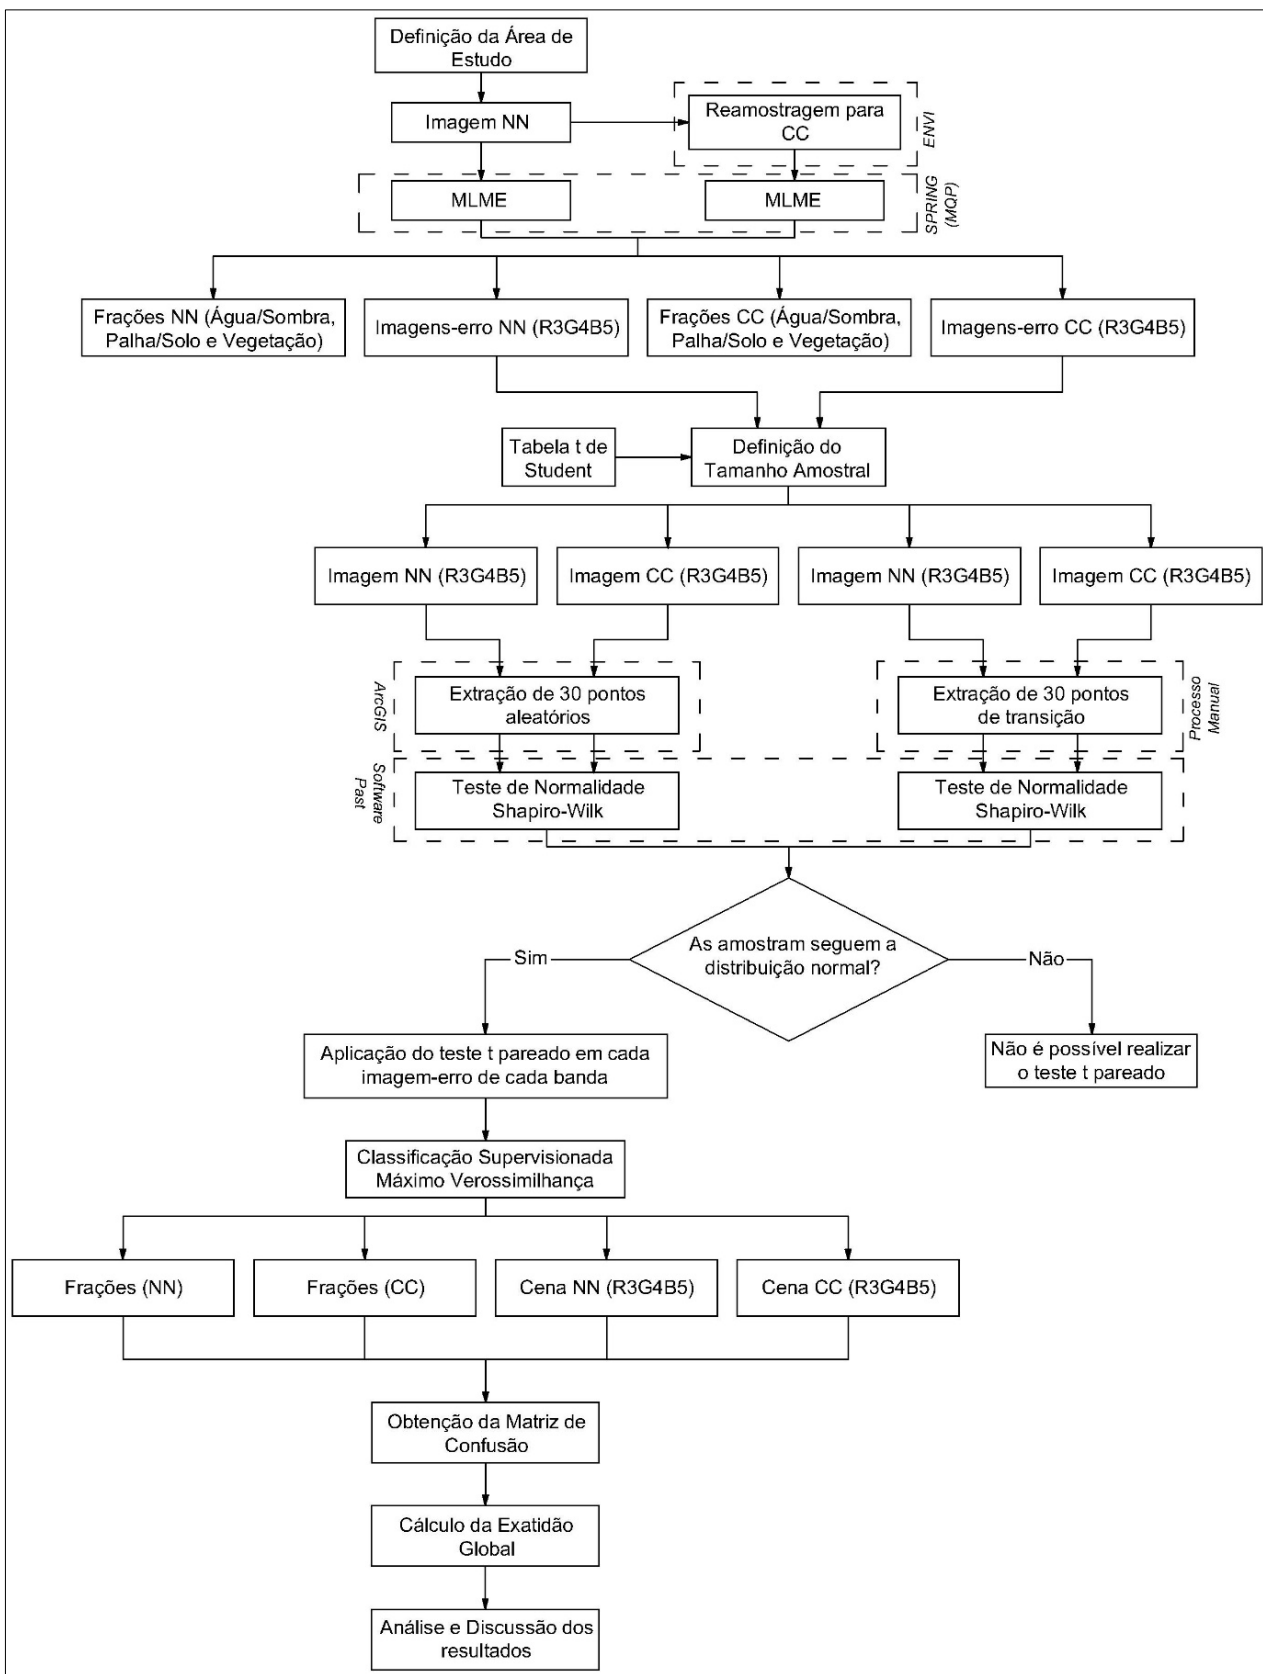 Definição da Área de
Estudo
Imagem NN
Reamostragem para
CC
ENVI
MLME
MLME
SPRING
(MQP)
Frações NN (Água/Sombra,
Palha/Solo e Vegetação)
Imagens-erro NN (R3G4B5)
Frações CC (Água/Sombra,
Palha/Solo e Vegetação)
Imagens-erro CC (R3G4B5)
Tabela t de
Student
Definição do
Tamanho Amostral
Imagem NN (R3G4B5)
Imagem CC (R3G4B5)
Imagem NN (R3G4B5)
Imagem CC (R3G4B5)
ArcGIS
Extração de 30 pontos
aleatórios
Extração de 30 pontos
de transição
Processo
Manual
Software
Past
Teste de Normalidade
Shapiro-Wilk
Teste de Normalidade
Shapiro-Wilk
As amostram seguem a
distribuição normal?
Sim
Não
Aplicação do teste t pareado em cada
imagem-erro de cada banda
Não é possível realizar
o teste t pareado
Classificação Supervisionada
Máximo Verossimilhança
Frações (NN)
Frações (CC)
Cena NN (R3G4B5)
Cena CC (R3G4B5)
Obtenção da Matriz de
Confusão
Cálculo da Exatidão
Global
Análise e Discussão dos
resultados